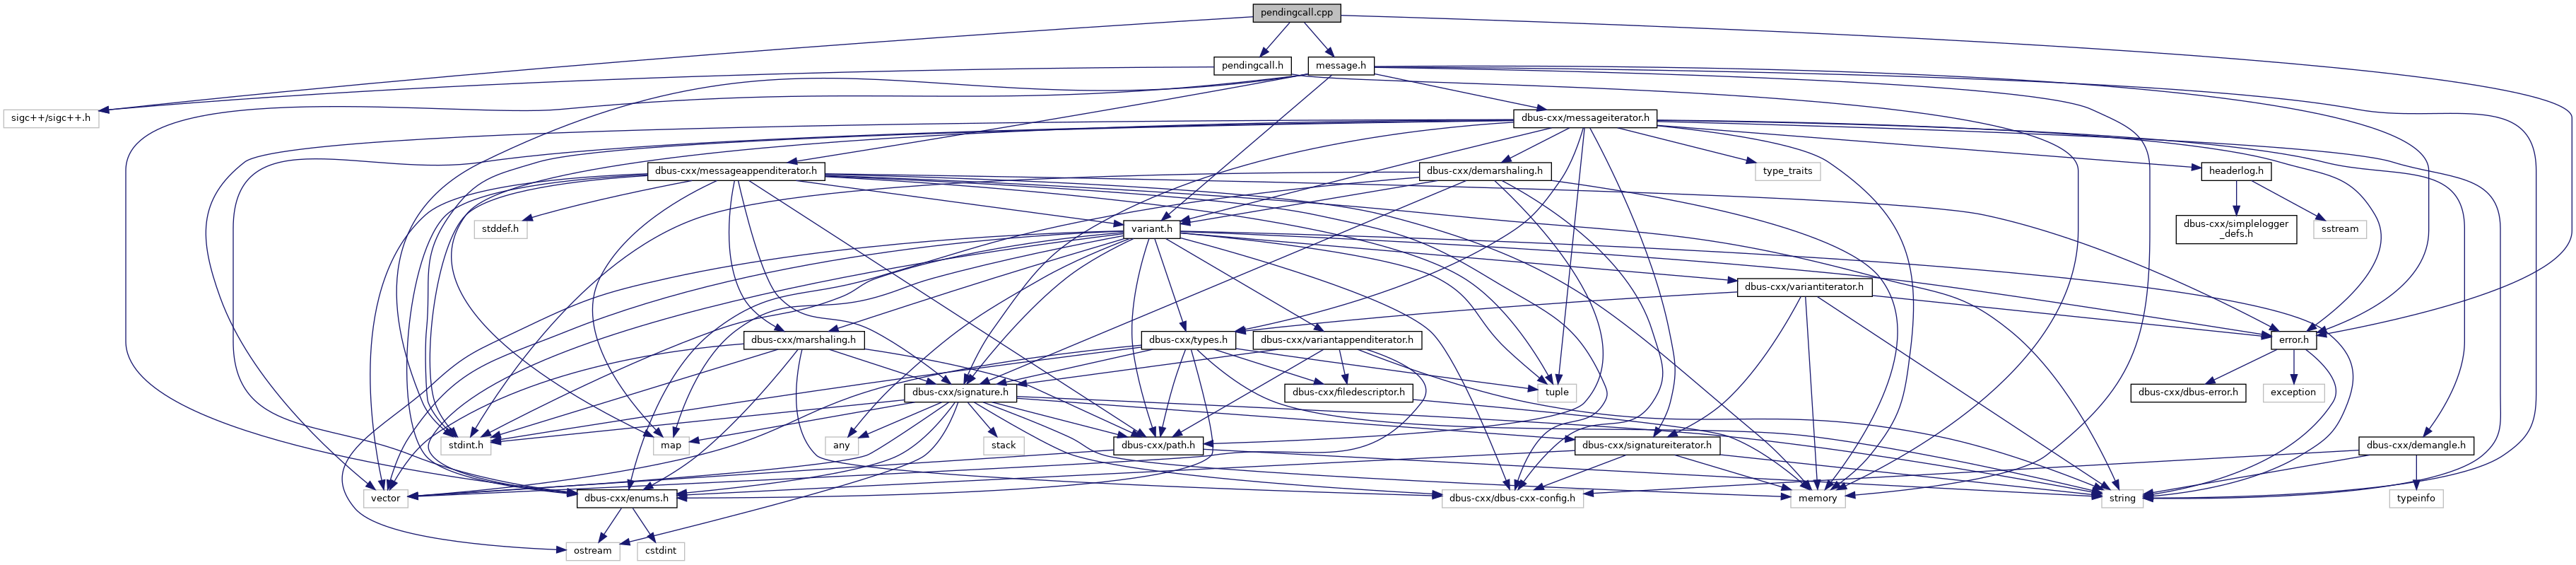 pendingcall.cpp
pendingcall.h
message.h
sigc++/sigc++.h
dbus-cxx/messageiterator.h
dbus-cxx/messageappenditerator.h
dbus-cxx/demarshaling.h
type_traits
headerlog.h
stddef.h
variant.h
dbus-cxx/simplelogger
_defs.h
sstream
dbus-cxx/variantiterator.h
dbus-cxx/marshaling.h
dbus-cxx/types.h
dbus-cxx/variantappenditerator.h
error.h
dbus-cxx/signature.h
dbus-cxx/filedescriptor.h
tuple
dbus-cxx/dbus-error.h
exception
stdint.h
map
any
stack
dbus-cxx/path.h
dbus-cxx/signatureiterator.h
dbus-cxx/demangle.h
vector
dbus-cxx/enums.h
dbus-cxx/dbus-cxx-config.h
memory
string
typeinfo
ostream
cstdint